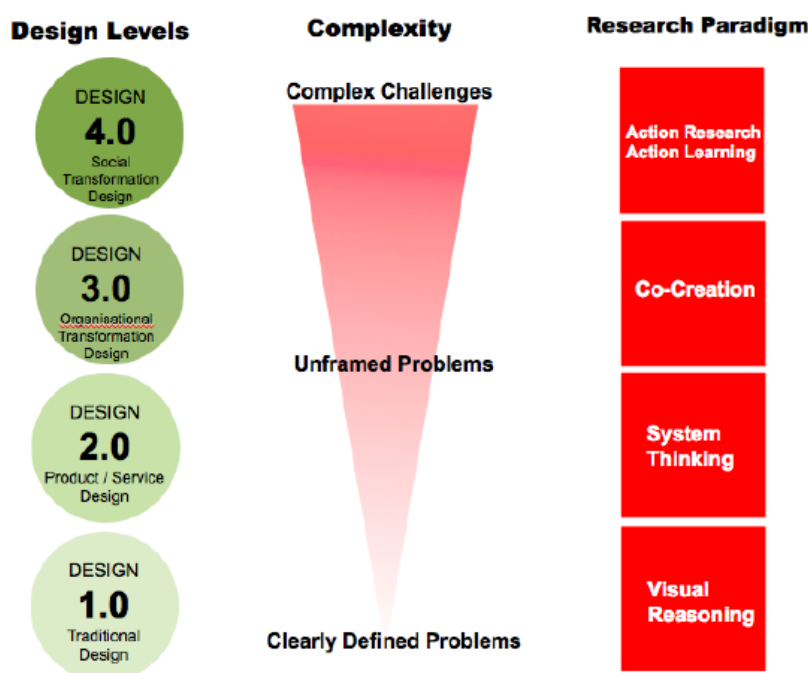 Design Levels
Complexity
Research Paradigm
DESIGN
4.0
Social
Transformation
Design
DESIGN
3.0
Organisational
Transformation
Design
DESIGN
2.0
Product / Service
Design
DESIGN
1.0
Traditional
Design
Complex Challenges
Unframed Problems
Clearly Defined Problems
Action Research
Action Learning
Co-Creation
System
Thinking
Visual
Reasoning